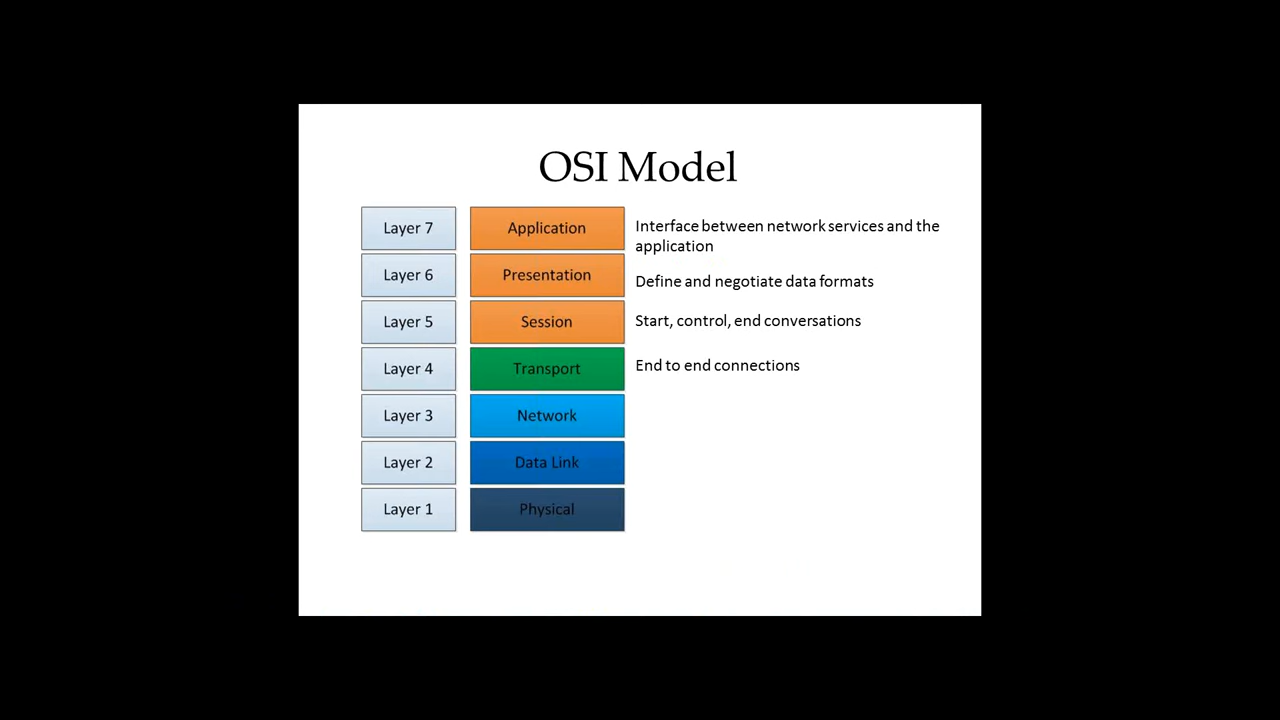 OSI Model
Layer 7 Application Interface between network services and the
application
Layer 6 Presentation Define and negotiate data formats
Layer 5 Session Start, control, end conversations
Layer 4 Transport End to end connections
Layer 3 Network
Layer 2 Data Link
Layer 1 Physical